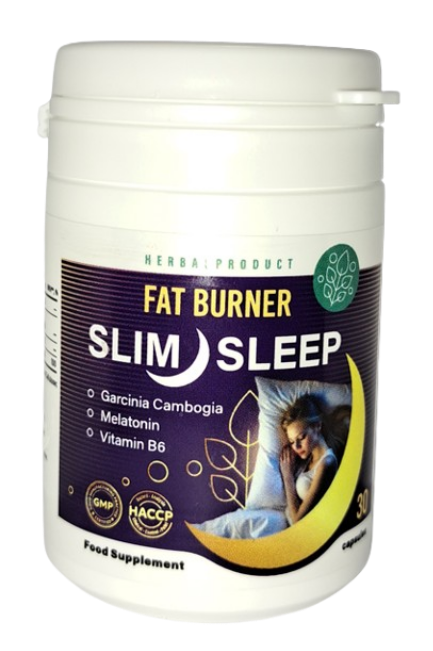 HERBAL PRODUCT
FAT BURNER
SLIM SLEEP
Garcinia Cambogia
Melatonin
Vitamin B6
GMP
HACCP
30
capsules
Food Supplement